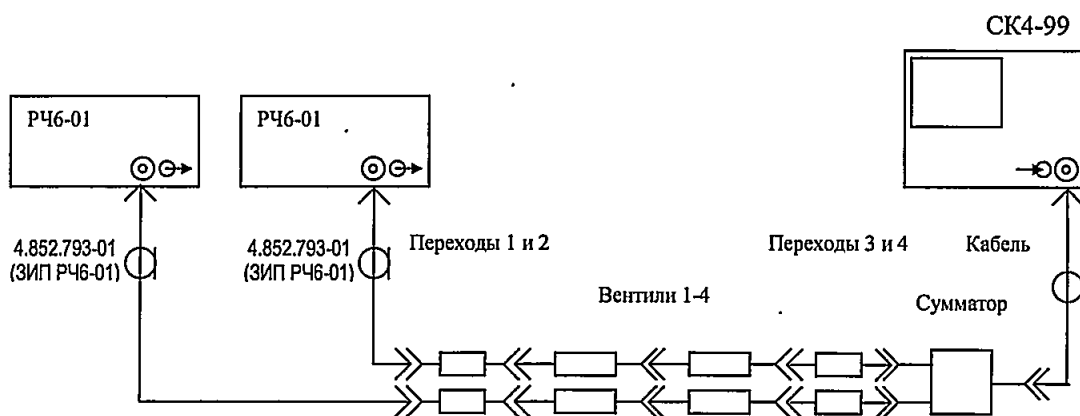 СК4-99
РЧ6-01
РЧ6-01
4.852.793-01
(ЗИП РЧ6-01)
4.852.793-01
(ЗИП РЧ6-01)
Переходы 1 и 2
Переходы 3 и 4
Кабель
Вентили 1-4
Сумматор